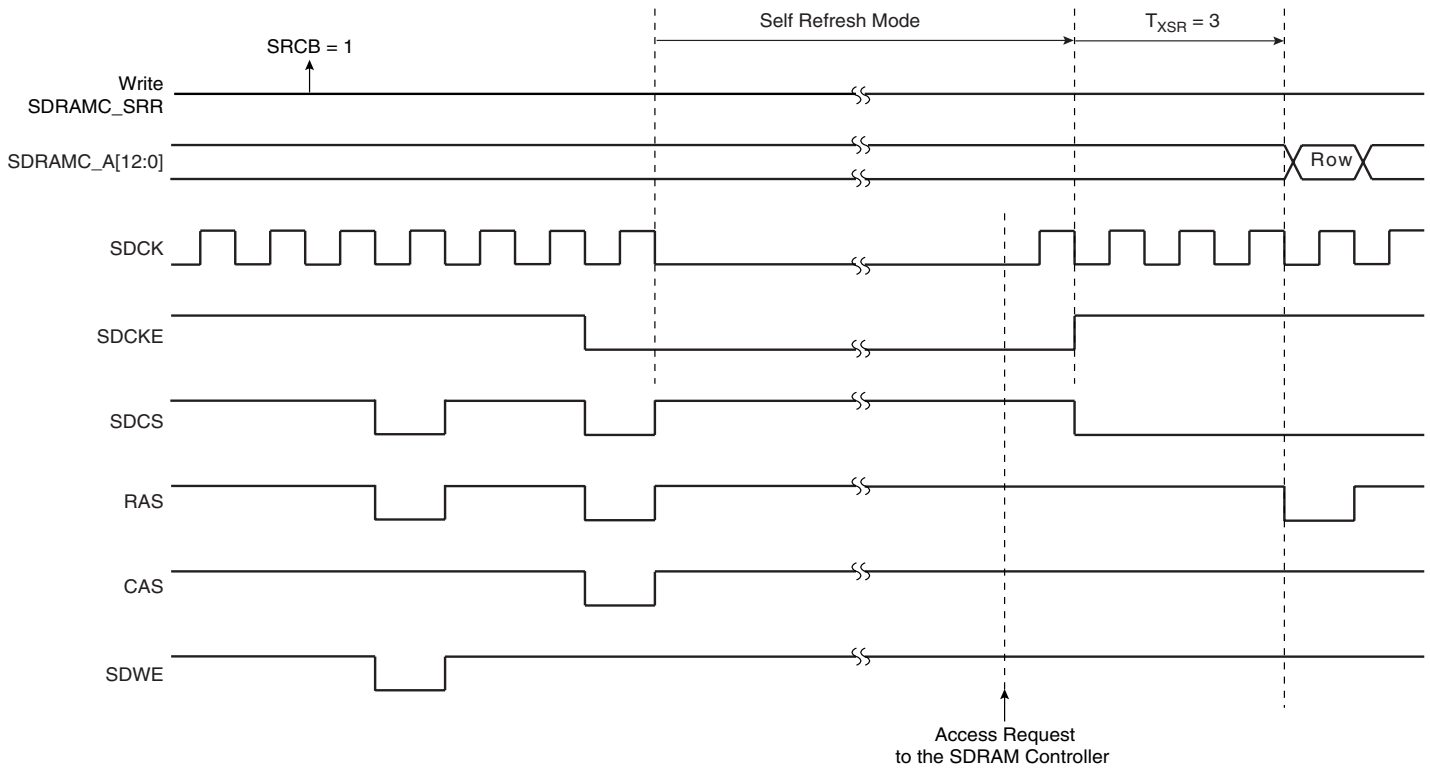 Self Refresh Mode
T_XSR = 3
SRCB = 1
Write
SDRAMC_SRR
SDRAMC_A[12:0]
Row
SDCK
SDCKE
SDCS
RAS
CAS
SDWE
Access Request
to the SDRAM Controller